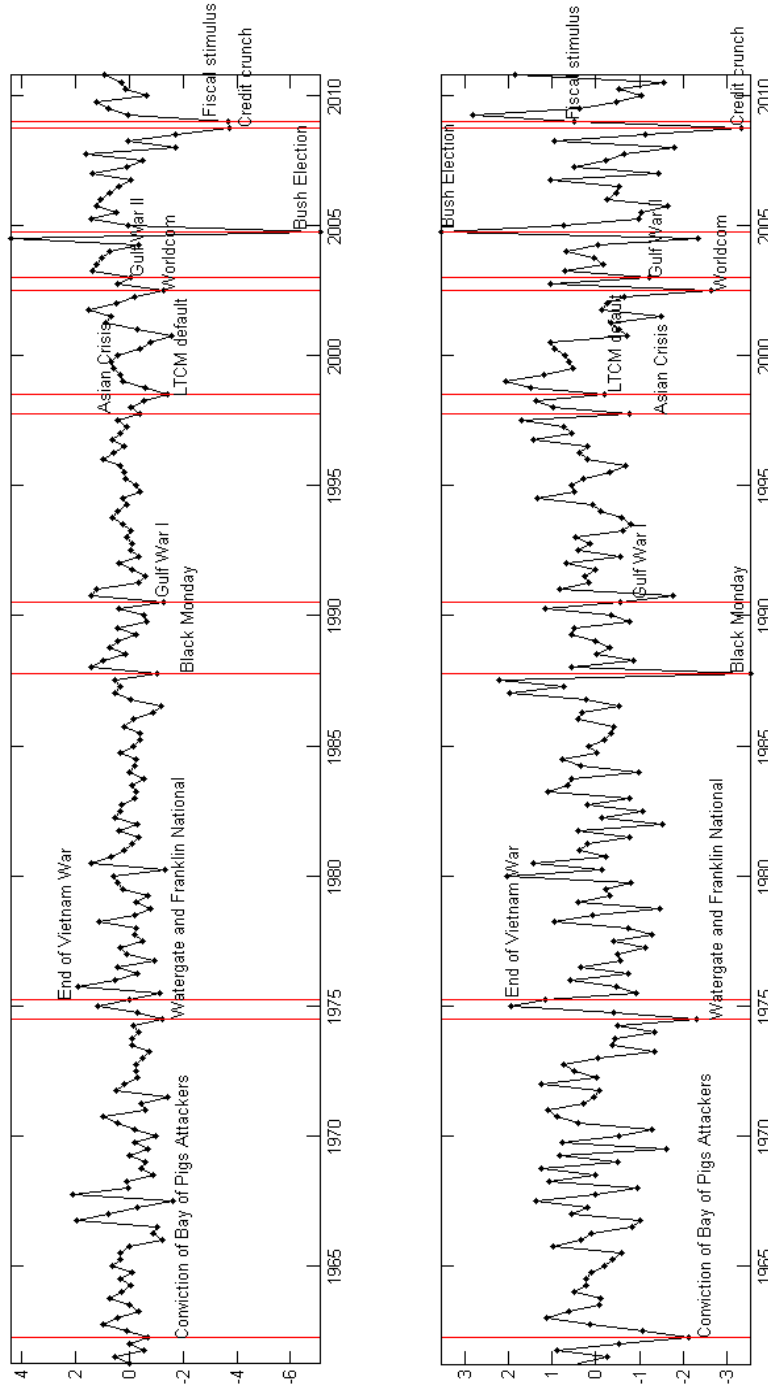 4
2
0
-2
-4
-6
End of Vietnam War
Asian Crisis
Gulf War II
Conviction of Bay of Pigs Attackers
Watergate and Franklin National
Black Monday
Gulf War I
LTCM default
Worldcom
Bush Election
Fiscal stimulus
Credit crunch
1965
1970
1975
1980
1985
1990
1995
2000
2005
2010
3
2
1
0
-1
-2
-3
Bush Election
End of Vietnam War
Fiscal stimulus
LTCM default
Gulf War I
Gulf War II
Asian Crisis
Conviction of Bay of Pigs Attackers
Watergate and Franklin National
Black Monday
Worldcom
Credit crunch
1965
1970
1975
1980
1985
1990
1995
2000
2005
2010